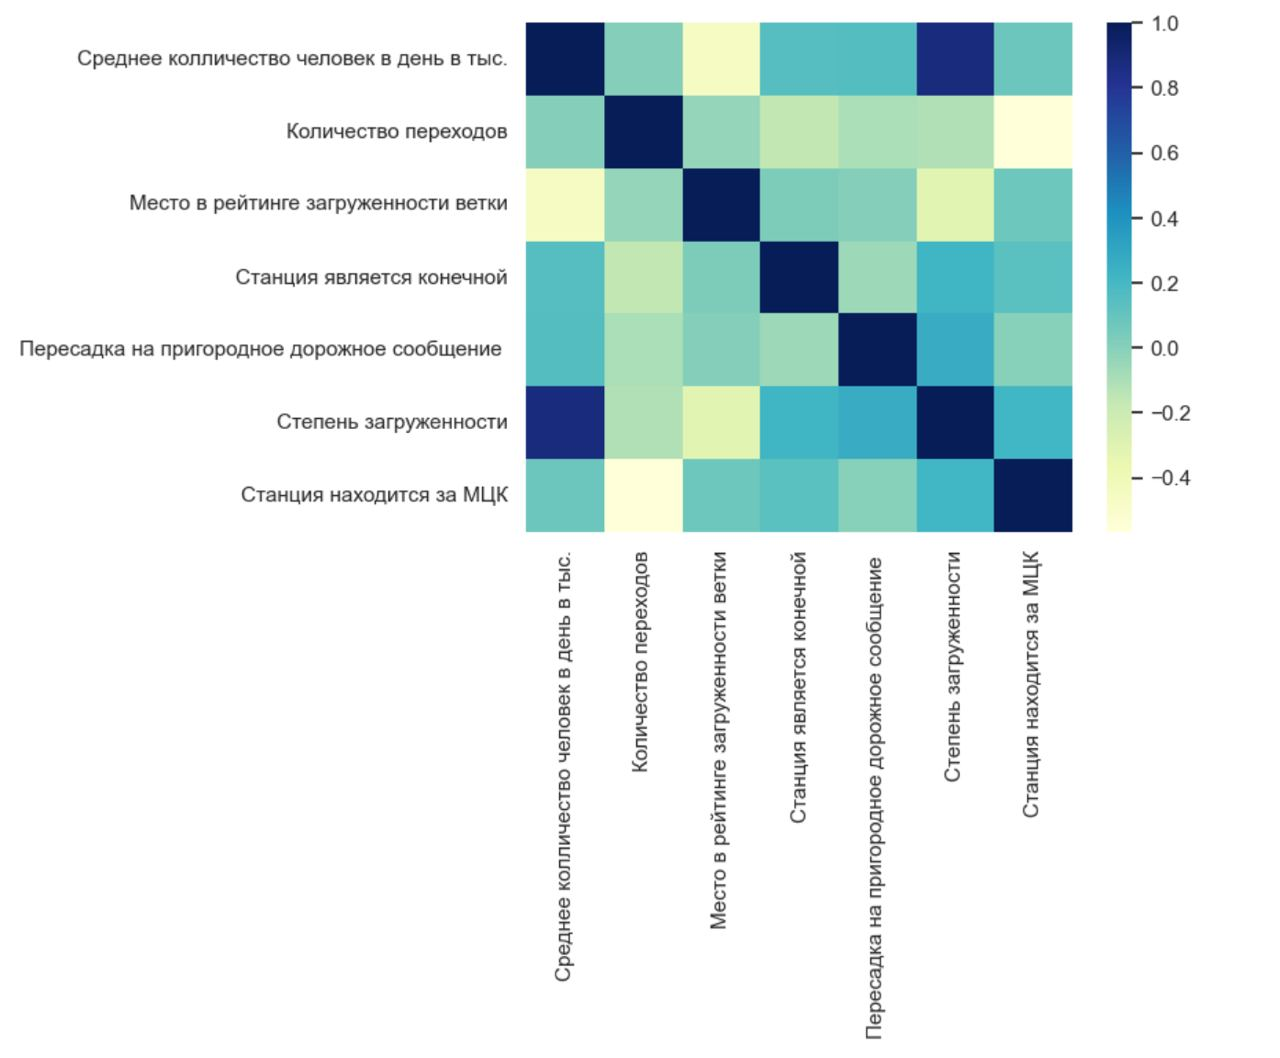 Среднее колличество человек в день в тыс.
Количество переходов
Место в рейтинге загруженности ветки
Станция является конечной
Пересадка на пригородное дорожное сообщение
Степень загруженности
Станция находится за МЦК
1.0
0.8
0.6
0.4
0.2
0.0
−0.2
−0.4
Среднее колличество человек в день в тыс.
Количество переходов
Место в рейтинге загруженности ветки
Станция является конечной
Пересадка на пригородное дорожное сообщение
Степень загруженности
Станция находится за МЦК